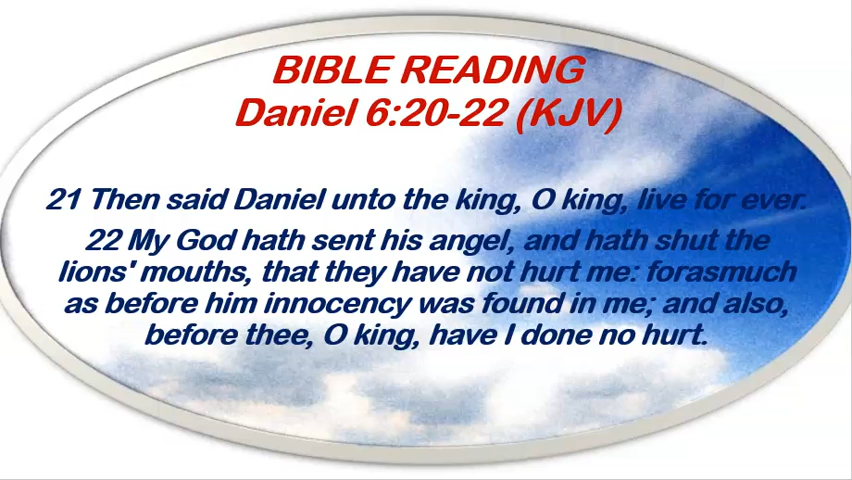 BIBLE READING
Daniel 6:20-22 (KJV)
21 Then said Daniel unto the king, O king, live for ever.
22 My God hath sent his angel, and hath shut the
lions' mouths, that they have not hurt me: forasmuch
as before him innocency was found in me; and also,
before thee, O king, have I done no hurt.